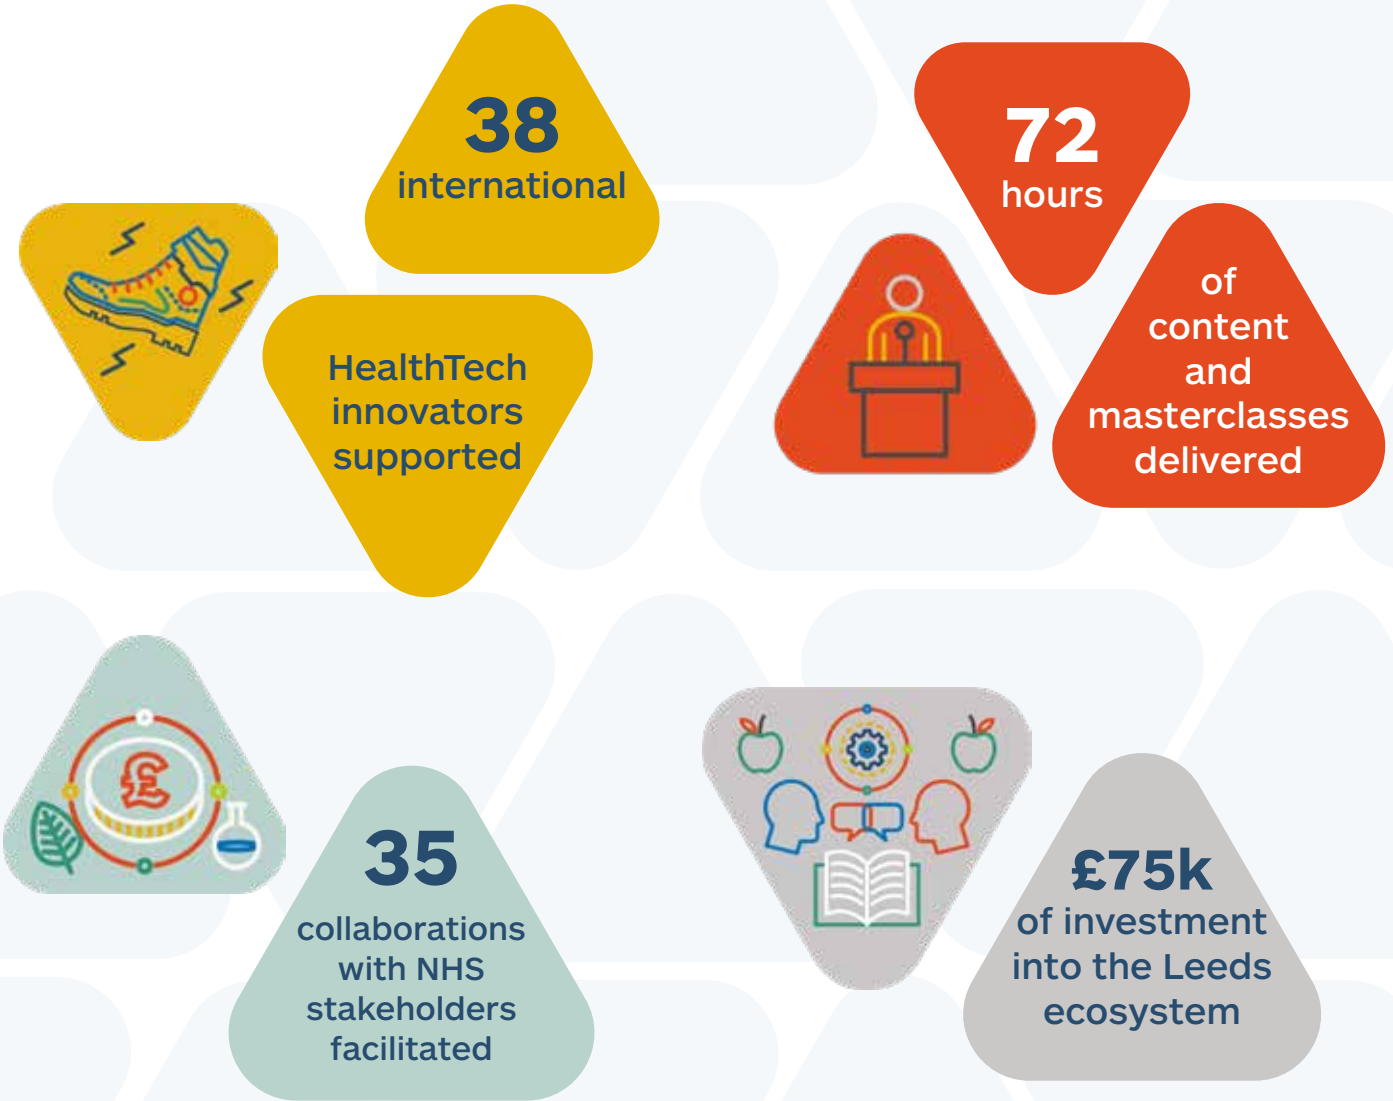 38
international
HealthTech
innovators
supported
72
hours
of
content
and
masterclasses
delivered
£
35
collaborations
with NHS
stakeholders
facilitated
£75k
of investment
into the Leeds
ecosystem